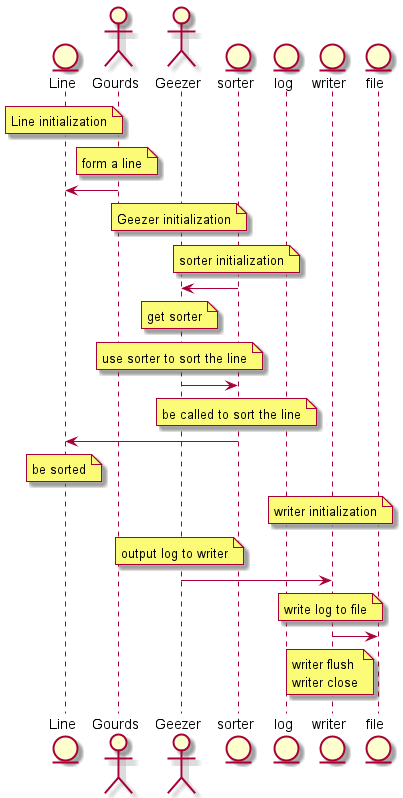 Line Gourds Geezer sorter log writer file
Line initialization
form a line
Geezer initialization
sorter initialization
get sorter
use sorter to sort the line
be called to sort the line
be sorted
writer initialization
output log to writer
write log to file
writer flush
writer close
Line Gourds Geezer sorter log writer file